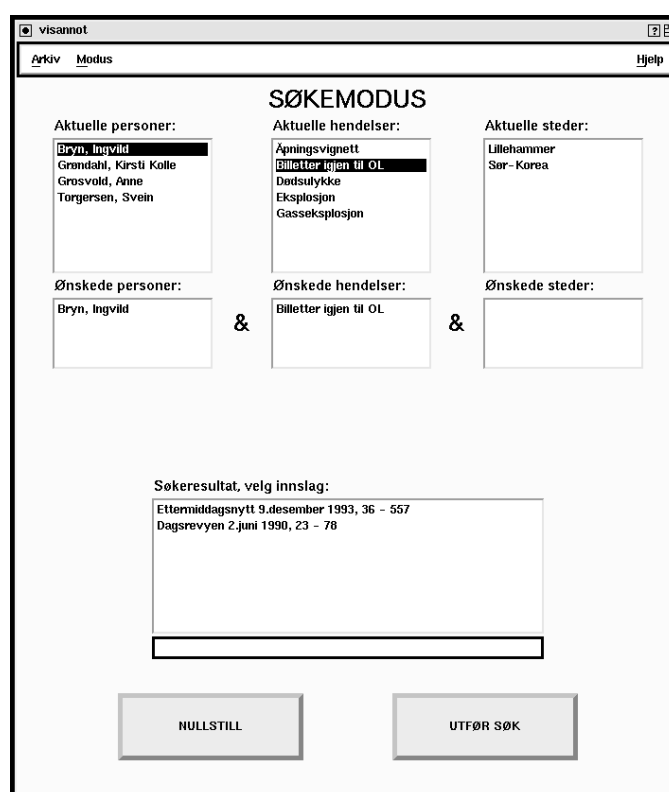 visannot
Arkiv Modus Hjelp
SØKEMODUS
Aktuelle personer: Aktuelle hendelser: Aktuelle steder:
Bryn, Ingvild
Grøndahl, Kirsti Kolle
Grosvold, Anne
Torgersen, Svein
Åpningsvignett
Billetter igjen til OL
Dødsulykke
Eksplosjon
Gasseksplosjon
Lillehammer
Sør-Korea
Ønskede personer: Ønskede hendelser: Ønskede steder:
Bryn, Ingvild & Billetter igjen til OL &
Søkeresultat, velg innslag:
Ettermiddagsnytt 9.desember 1993, 36 - 557
Dagsrevyen 2.juni 1990, 23 - 78
NULLSTILL UTFØR SØK